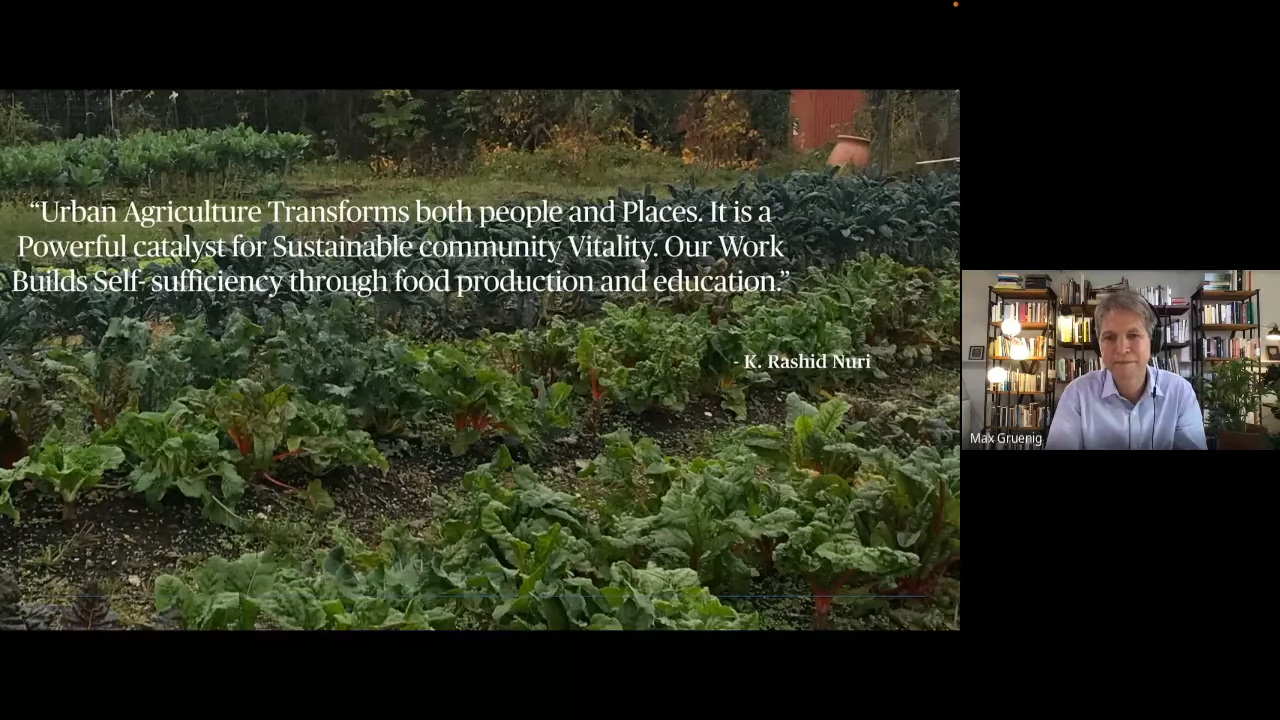 “Urban Agriculture Transforms both people and Places. It is a
Powerful catalyst for Sustainable community Vitality. Our Work
Builds Self- sufficiency through food production and education.”
- K. Rashid Nuri
Max Gruenig